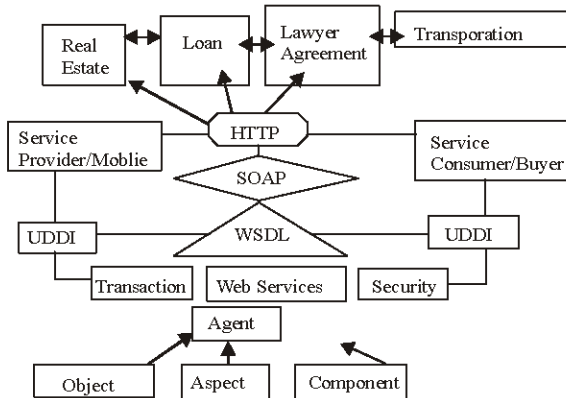 Real
Estate
Loan
Lawyer
Agreement
Transporation
HTTP
Service
Provider/Moblie
Service
Consumer/Buyer
SOAP
UDDI
WSDL
UDDI
Transaction
Web Services
Security
Agent
Object
Aspect
Component